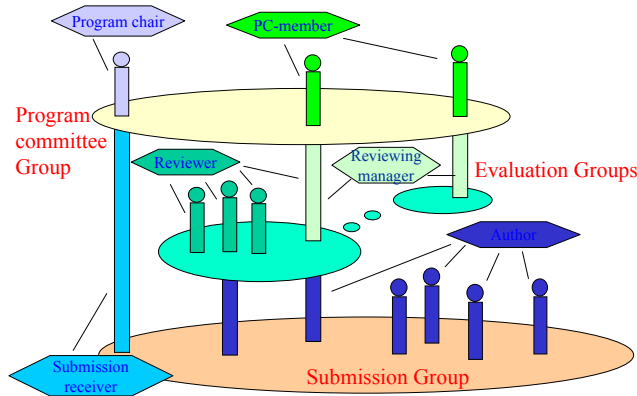 Program chair
PC-member
Program
committee
Group
Reviewer
Reviewing
manager
Evaluation Groups
Author
Submission
receiver
Submission Group